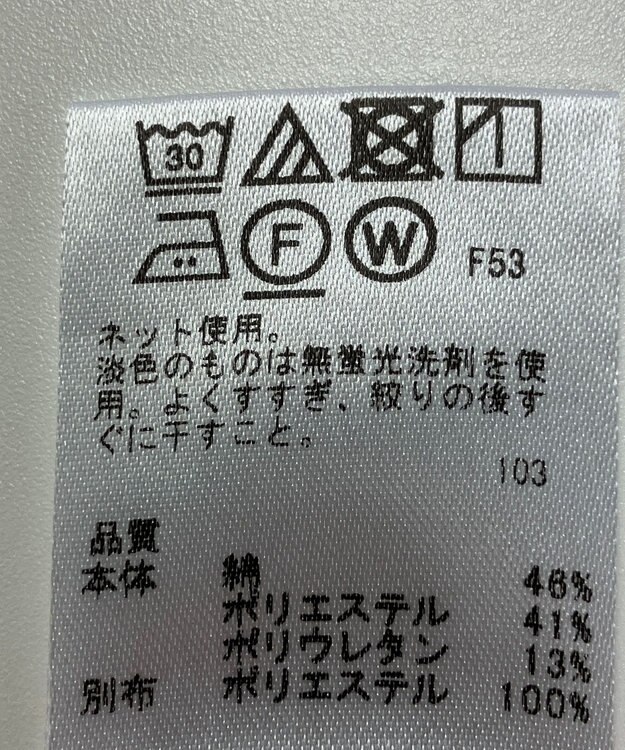 30
F W F53
ネット使用。
淡色のものは無蛍光洗剤を使
用。よくすすぎ、絞りの後す
ぐに干すこと。
103
品質
本体 綿 46%
ポリエステル 41%
ポリウレタン 13%
別布 ポリエステル 100%